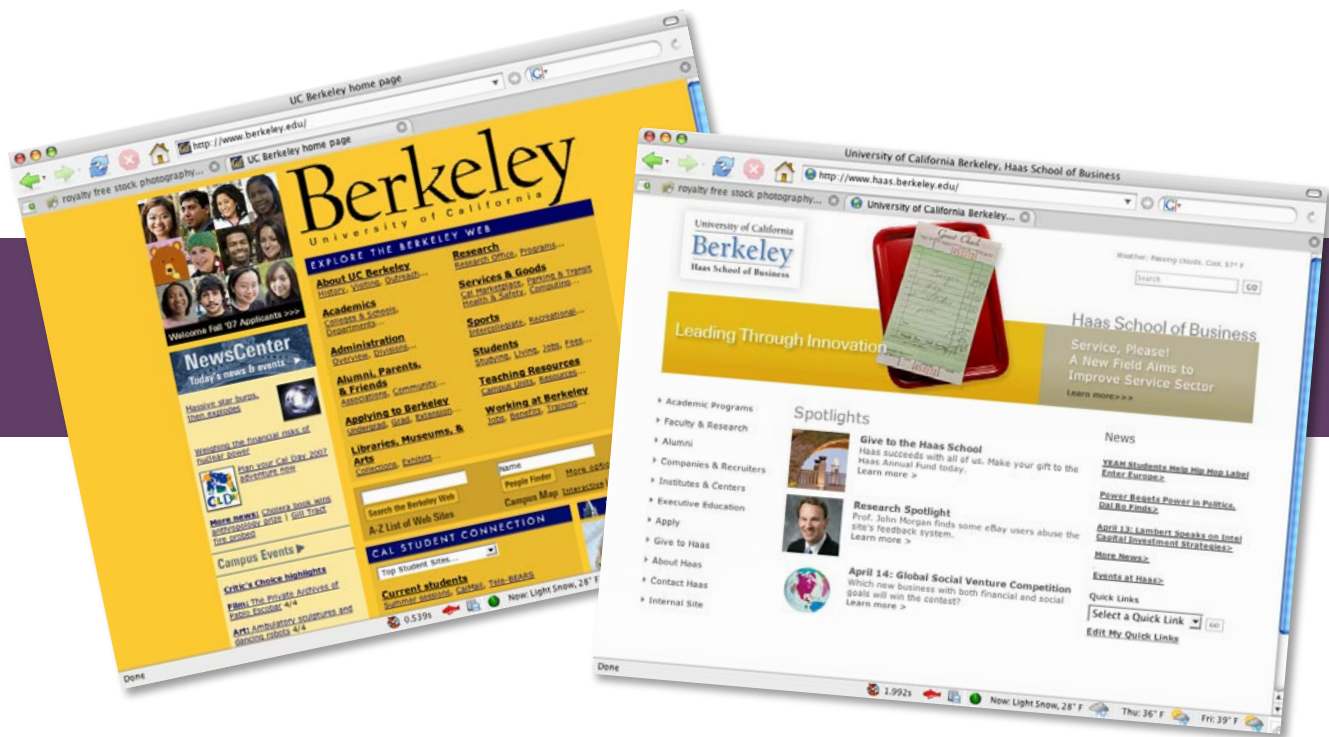 UC Berkeley home page
http://www.berkeley.edu/
royalty free stock photography...
UC Berkeley home page
Welcome Fall '07 Applicants >>>
NewsCenter
Today's news & events
Massive star burps,
then explodes
Weighing the financial risks of
nuclear power
Plan your Cal Day 2007
adventure now
More news: Cholera book wins
anthropology prize | Gill Tract
fire probed
Campus Events
Critic's Choice highlights
Film: The Private Archives of
Pablo Escobar 4/4
Art: Ambulatory sculptures and
dancing robots 4/4
Berkeley
University of California
EXPLORE THE BERKELEY WEB
About UC Berkeley
History, Visiting, Outreach...
Academics
Colleges & Schools,
Departments...
Administration
Overview, Divisions...
Alumni, Parents,
& Friends
Associations, Community...
Applying to Berkeley
Undergrad, Grad, Extension...
Libraries, Museums, &
Arts
Collections, Exhibits...
Research
Research Office, Programs...
Services & Goods
Cal Marketplace, Parking & Transit
Health & Safety, Computing...
Sports
Intercollegiate, Recreational...
Students
Studying, Living, Jobs, Fees...
Teaching Resources
Campus Units, Resources...
Working at Berkeley
Jobs, Benefits, Training...
Search the Berkeley Web
A-Z List of Web Sites
Name
People Finder
More optio
Campus Map Interactive
CAL STUDENT CONNECTION
Top Student Sites...
Current students
Summer sessions, CalMail, Tele-BEARS
Done
0.539s
Now: Light Snow, 28° F
University of California Berkeley, Haas School of Business
http://www.haas.berkeley.edu/
royalty free stock photography...
University of California Berkeley...
University of California
Berkeley
Haas School of Business
Weather: Passing clouds. Cool. 57° F
Search
GO
Haas School of Business
Guest Check
Leading Through Innovation
Service, Please!
A New Field Aims to
Improve Service Sector
Learn more>>>
Academic Programs
Faculty & Research
Alumni
Companies & Recruiters
Institutes & Centers
Executive Education
Apply
Give to Haas
About Haas
Contact Haas
Internal Site
Spotlights
Give to the Haas School
Haas succeeds with all of us. Make your gift to the
Haas Annual Fund today.
Learn more >
Research Spotlight
Prof. John Morgan finds some eBay users abuse the
site's feedback system.
Learn more >
April 14: Global Social Venture Competition
Which new business with both financial and social
goals will win the contest?
Learn more >
News
YEAH Students Help Hip Hop Label
Enter Europe>
Power Begets Power in Politics,
Dal Bo Finds>
April 13: Lambert Speaks on Intel
Capital Investment Strategies>
More News>
Events at Haas>
Quick Links
Select a Quick Link
GO
Edit My Quick Links
Done
1.992s
Now: Light Snow, 28° F
Thu: 36° F
Fri: 39° F